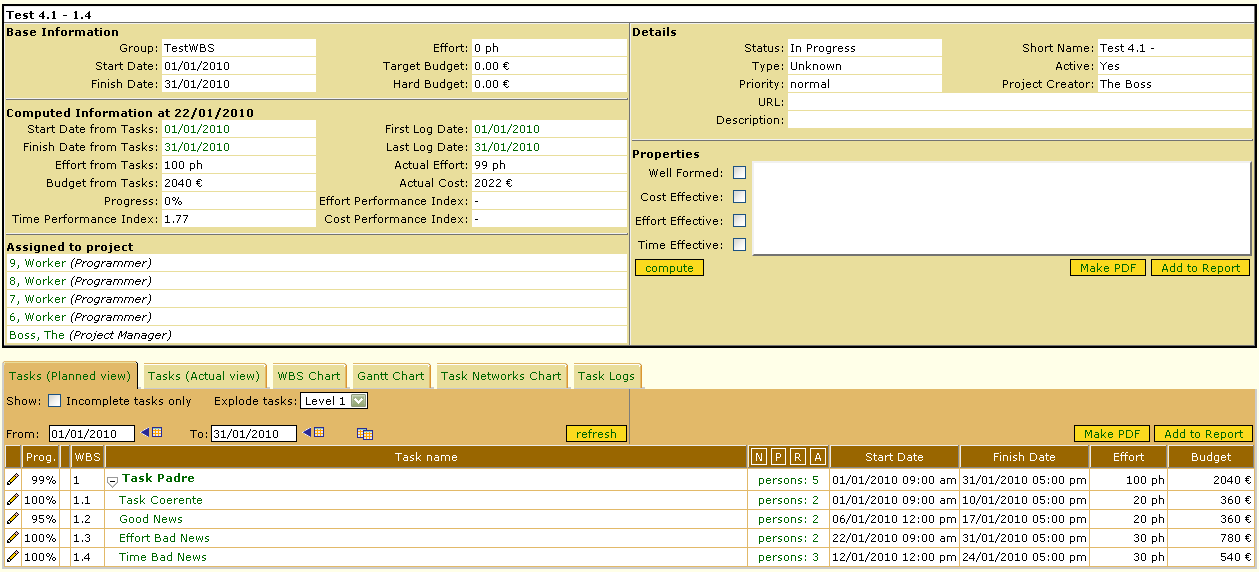 Test 4.1 - 1.4
Base Information
Group: TestWBS Effort: 0 ph
Start Date: 01/01/2010 Target Budget: 0.00 €
Finish Date: 31/01/2010 Hard Budget: 0.00 €
Computed Information at 22/01/2010
Start Date from Tasks: 01/01/2010 First Log Date: 01/01/2010
Finish Date from Tasks: 31/01/2010 Last Log Date: 31/01/2010
Effort from Tasks: 100 ph Actual Effort: 99 ph
Budget from Tasks: 2040 € Actual Cost: 2022 €
Progress: 0% Effort Performance Index: -
Time Performance Index: 1.77 Cost Performance Index: -
Assigned to project
9, Worker (Programmer)
8, Worker (Programmer)
7, Worker (Programmer)
6, Worker (Programmer)
Boss, The (Project Manager)
Details
Status: In Progress Short Name: Test 4.1 -
Type: Unknown Active: Yes
Priority: normal Project Creator: The Boss
URL:
Description:
Properties
Well Formed:
Cost Effective:
Effort Effective:
Time Effective:
compute Make PDF Add to Report
Tasks (Planned view) Tasks (Actual view) WBS Chart Gantt Chart Task Networks Chart Task Logs
Show: Incomplete tasks only Explode tasks: Level 1
From: 01/01/2010 To: 31/01/2010 refresh Make PDF Add to Report
Prog. WBS Task name N P R A Start Date Finish Date Effort Budget
99% 1 Task Padre persons: 5 01/01/2010 09:00 am 31/01/2010 05:00 pm 100 ph 2040 €
100% 1.1 Task Coerente persons: 2 01/01/2010 09:00 am 10/01/2010 05:00 pm 20 ph 360 €
95% 1.2 Good News persons: 2 06/01/2010 12:00 pm 17/01/2010 05:00 pm 20 ph 360 €
100% 1.3 Effort Bad News persons: 2 22/01/2010 09:00 am 31/01/2010 05:00 pm 30 ph 780 €
100% 1.4 Time Bad News persons: 3 12/01/2010 12:00 pm 24/01/2010 05:00 pm 30 ph 540 €